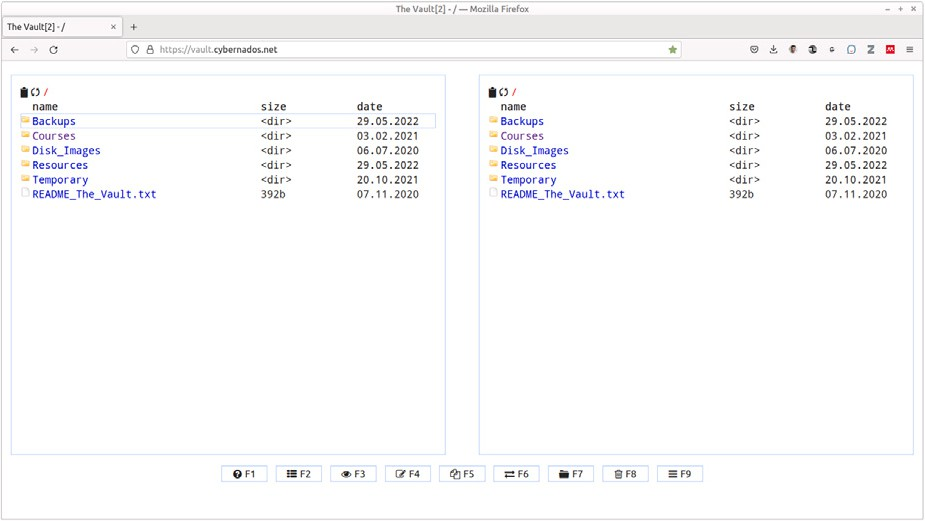 The Vault[2] - / — Mozilla Firefox
The Vault[2] - /
https://vault.cybernados.net
/
name size date
Backups <dir> 29.05.2022
Courses <dir> 03.02.2021
Disk_Images <dir> 06.07.2020
Resources <dir> 29.05.2022
Temporary <dir> 20.10.2021
README_The_Vault.txt 392b 07.11.2020
/
name size date
Backups <dir> 29.05.2022
Courses <dir> 03.02.2021
Disk_Images <dir> 06.07.2020
Resources <dir> 29.05.2022
Temporary <dir> 20.10.2021
README_The_Vault.txt 392b 07.11.2020
F1 F2 F3 F4 F5 F6 F7 F8 F9